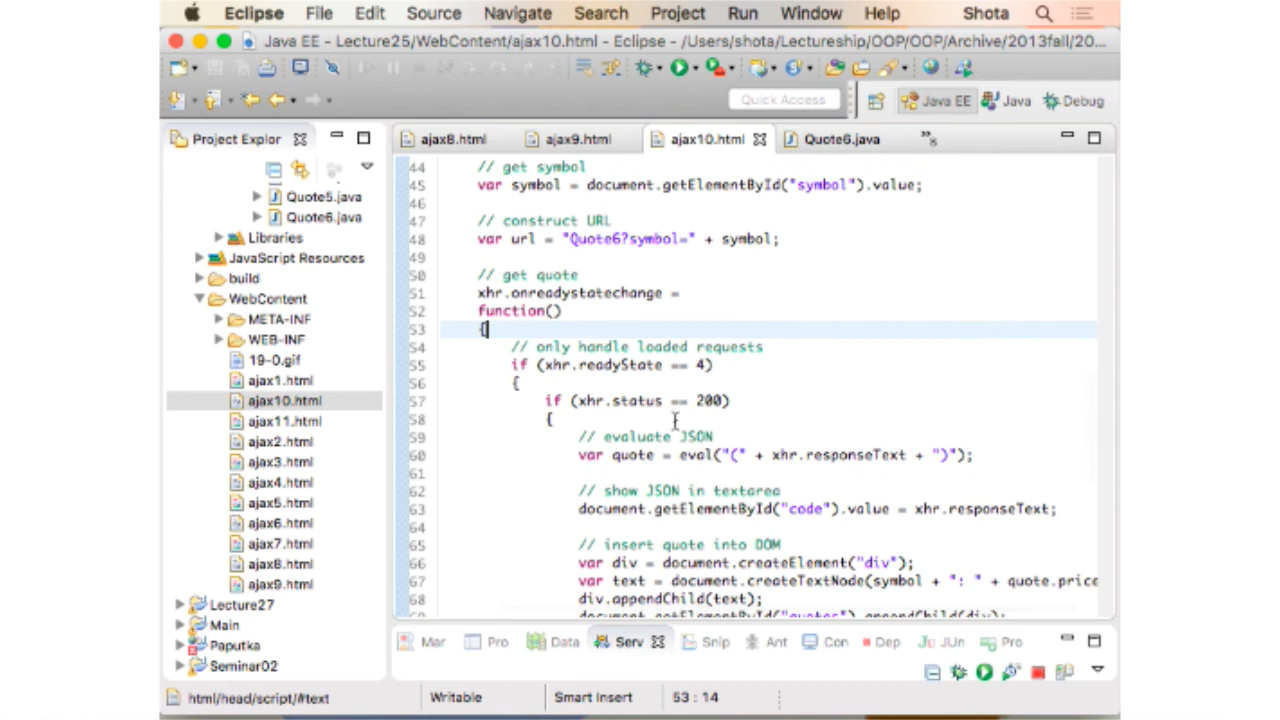 Eclipse File Edit Source Navigate Search Project Run Window Help Shota
Java EE - Lecture25/WebContent/ajax10.html - Eclipse - /Users/shota/Lectureship/OOP/OOP/Archive/2013fall/20...
Quick Access Java EE Java Debug
Project Explor ajax8.html ajax9.html ajax10.html Quote6.java »8
Quote5.java
Quote6.java
Libraries
JavaScript Resources
build
WebContent
META-INF
WEB-INF
19-0.gif
ajax1.html
ajax10.html
ajax11.html
ajax2.html
ajax3.html
ajax4.html
ajax5.html
ajax6.html
ajax7.html
ajax8.html
ajax9.html
Lecture27
Main
Paputka
Seminar02
44 // get symbol
45 var symbol = document.getElementById("symbol").value;
46
47 // construct URL
48 var url = "Quote6?symbol=" + symbol;
49
50 // get quote
51 xhr.onreadystatechange =
52 function()
53 {
54 // only handle loaded requests
55 if (xhr.readyState == 4)
56 {
57 if (xhr.status == 200)
58 {
59 // evaluate JSON
60 var quote = eval("(" + xhr.responseText + ")");
61
62 // show JSON in textarea
63 document.getElementById("code").value = xhr.responseText;
64
65 // insert quote into DOM
66 var div = document.createElement("div");
67 var text = document.createTextNode(symbol + ": " + quote.price
68 div.appendChild(text);
69 document.getElementById("quotes").appendChild(div);
Mar Pro Data Serv Snip Ant Con Dep JUn Pro
html/head/script/#text Writable Smart Insert 53 : 14